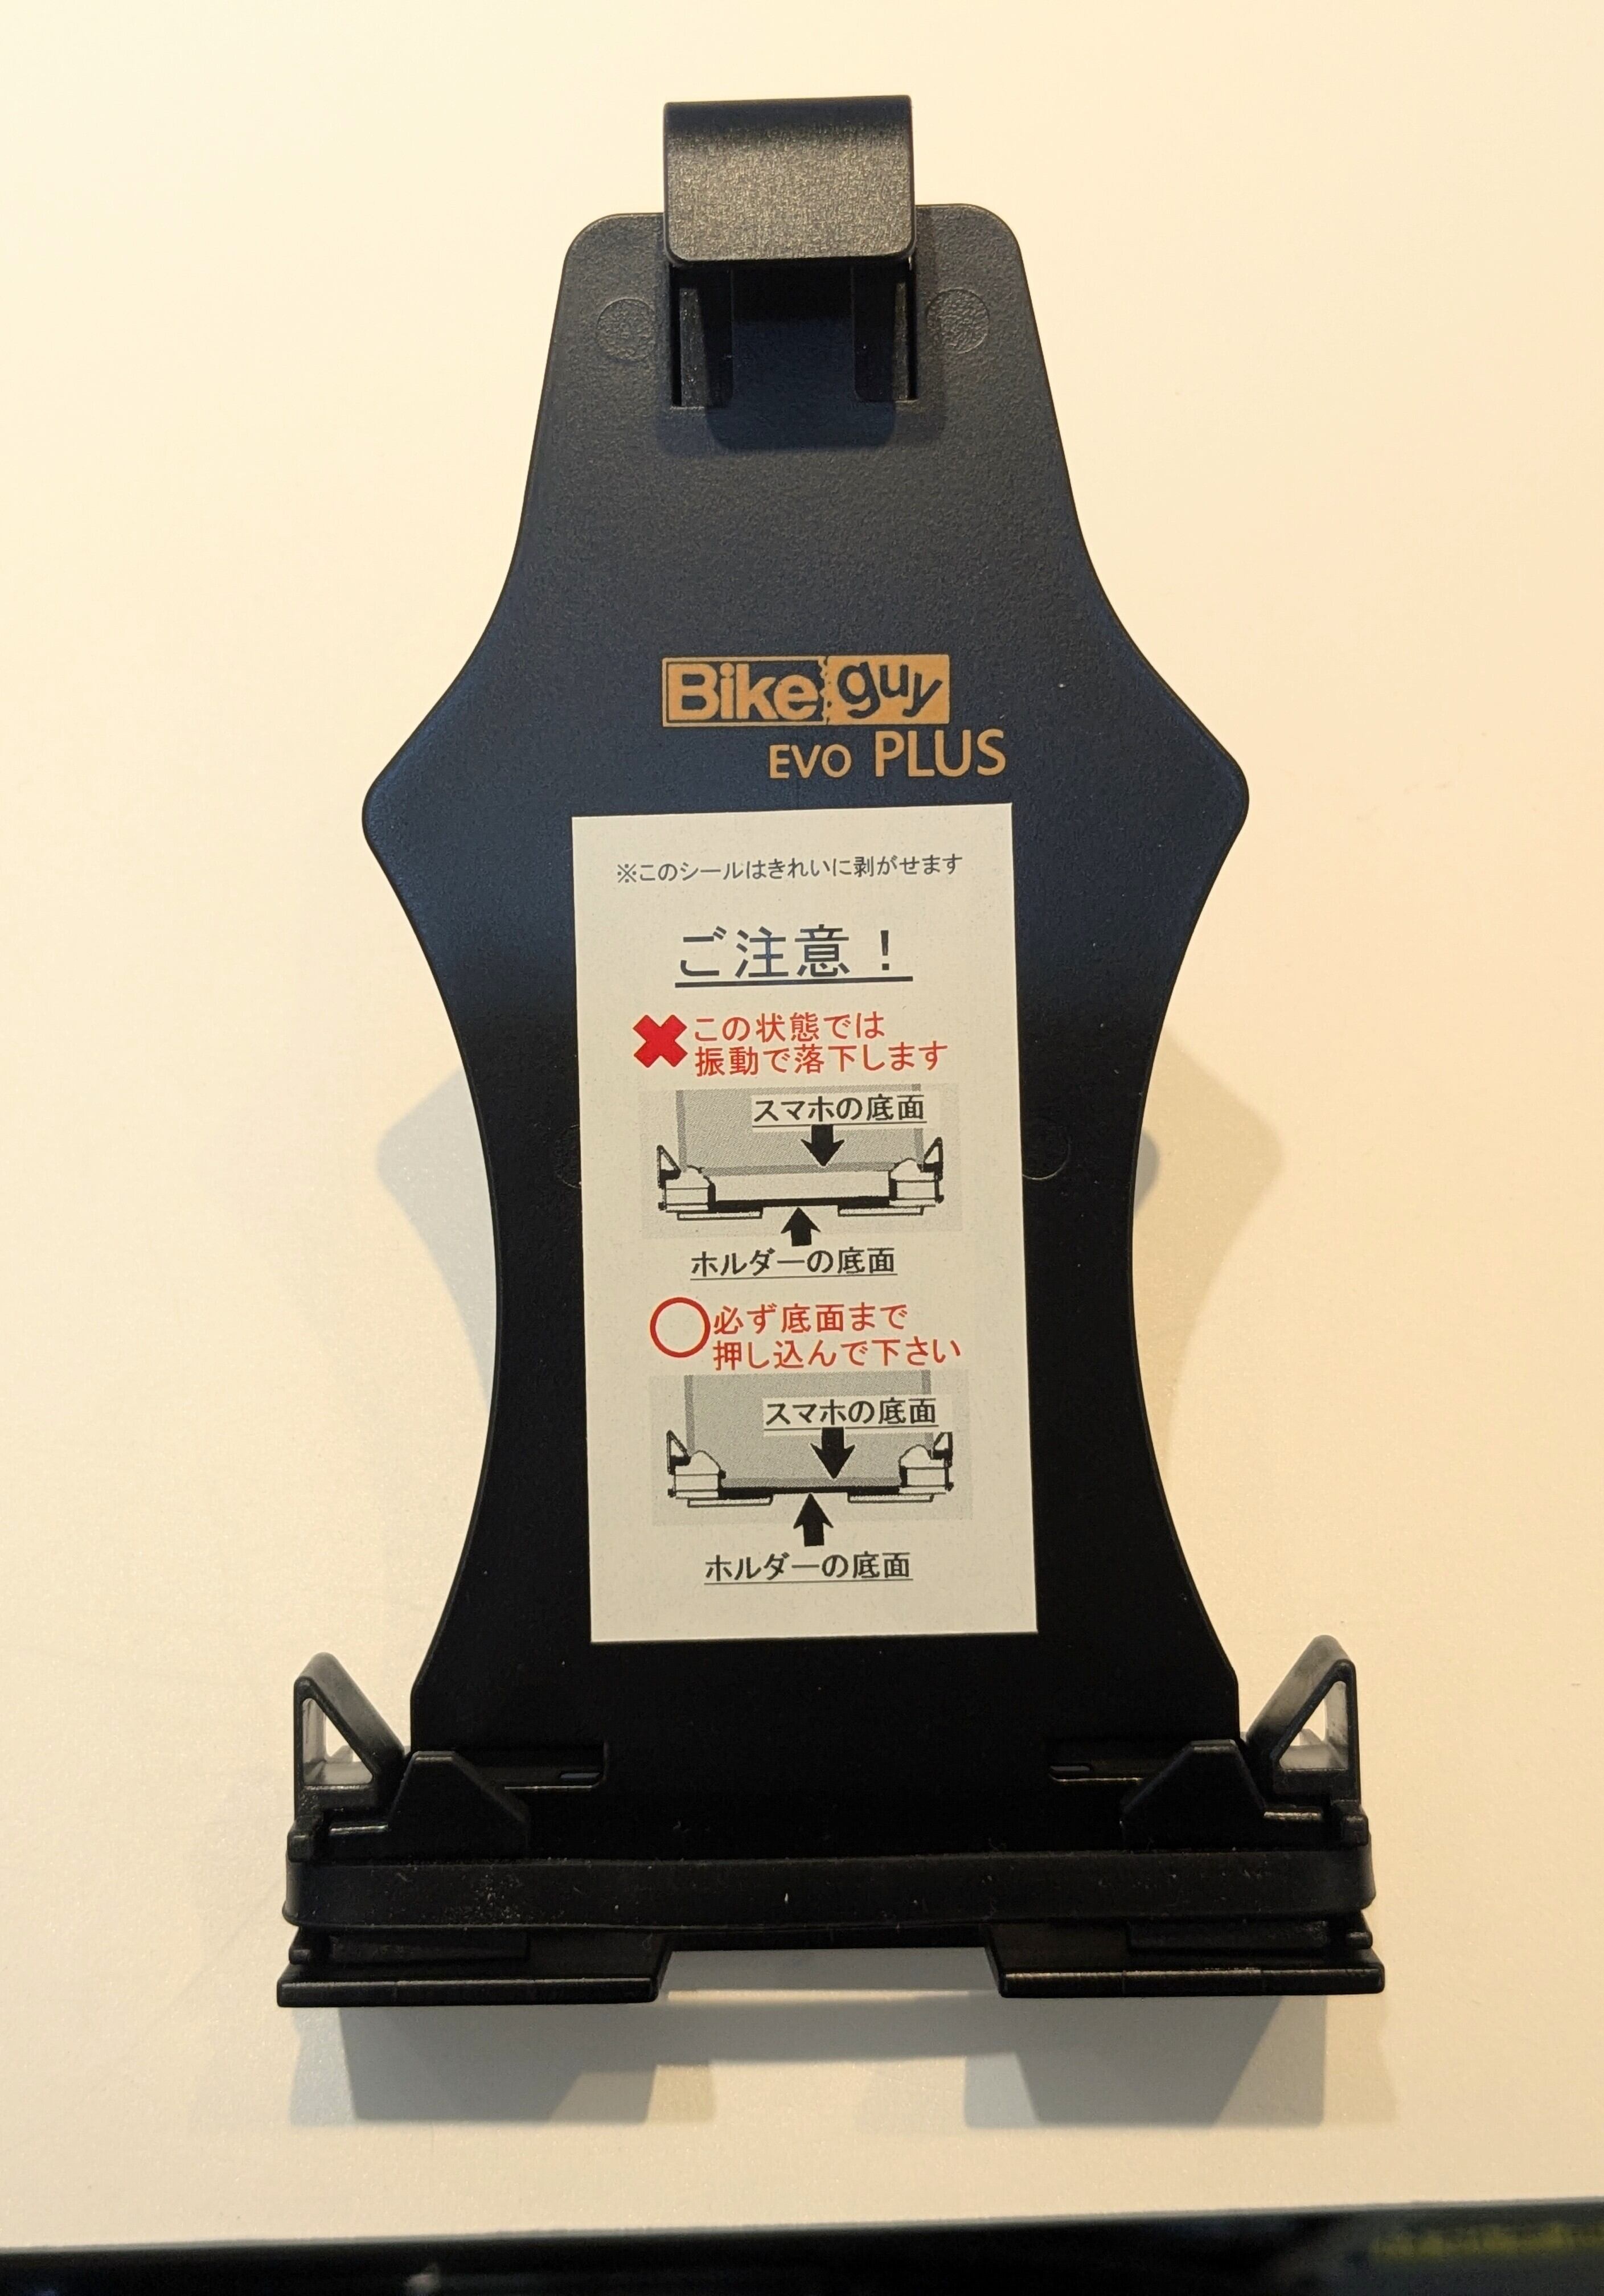 Bike guy
EVO PLUS
※このシールはきれいに剥がせます
ご注意！
この状態では
振動で落下します
スマホの底面
ホルダーの底面
必ず底面まで
押し込んで下さい
スマホの底面
ホルダーの底面